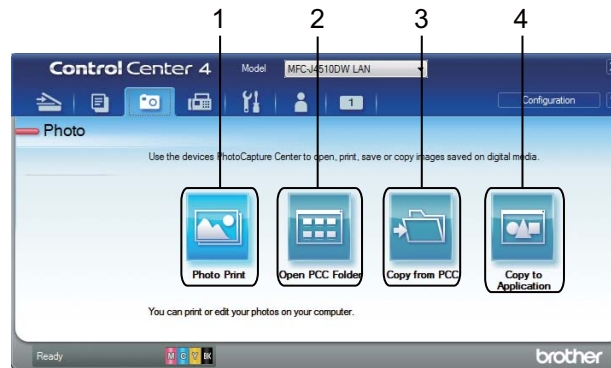 1 2 3 4
Control Center 4 Model MFC-J4510DW LAN
1 Configuration
Photo
Use the devices PhotoCapture Center to open, print, save or copy images saved on digital media.
Photo Print Open PCC Folder Copy from PCC Copy to
Application
You can print or edit your photos on your computer.
Ready M C Y BK brother